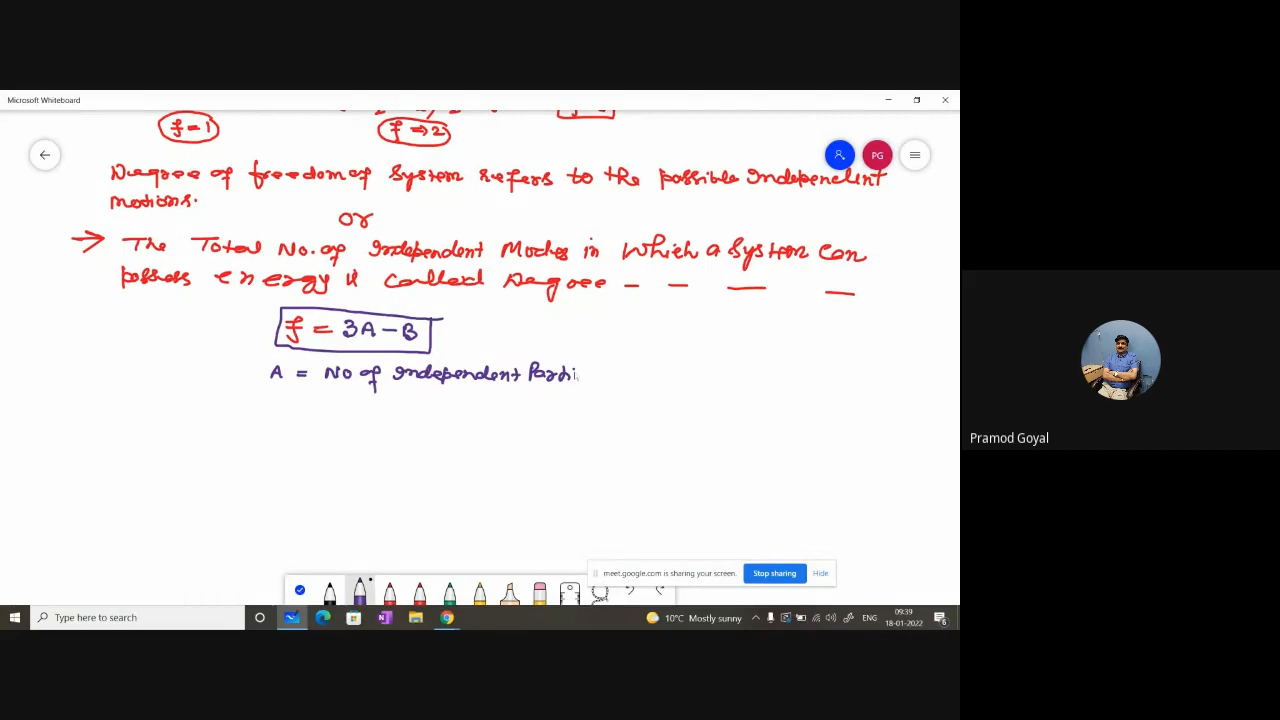 Microsoft Whiteboard
f = 1
f ⇒ 2
PG
Degree of freedom of System refers to the possible Independent
motions.
or
→ The Total No. of Independent Modes in Which a System Can
possess energy is Called Degree – – – –
f = 3A – B
A = No of Independent Parti
Pramod Goyal
meet.google.com is sharing your screen.
Stop sharing
Hide
Type here to search
10°C Mostly sunny
ENG
09:39
18-01-2022
6